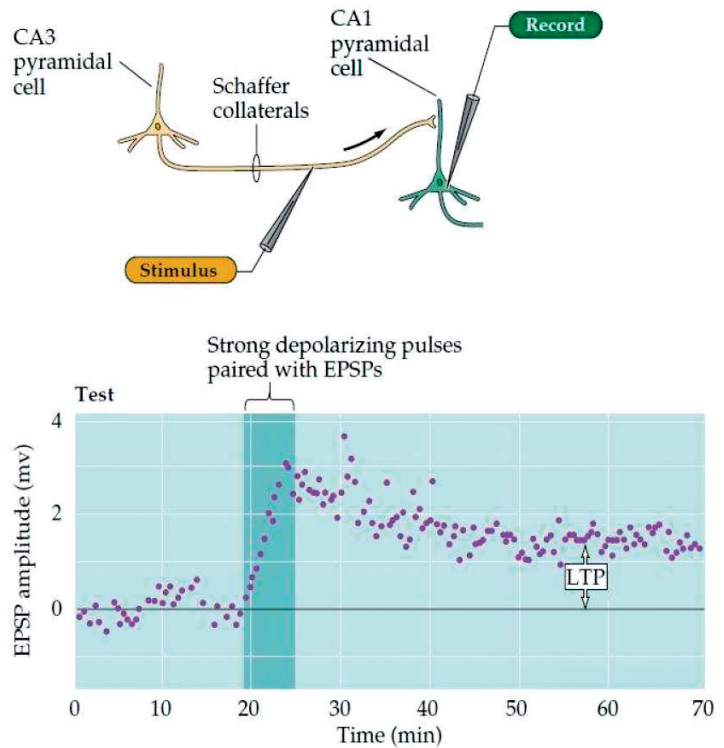 CA3
pyramidal
cell
Schaffer
collaterals
CA1
pyramidal
cell
Record
Stimulus
Strong depolarizing pulses
paired with EPSPs
Test
EPSP amplitude (mv)
4
2
0
LTP
0 10 20 30 40 50 60 70
Time (min)